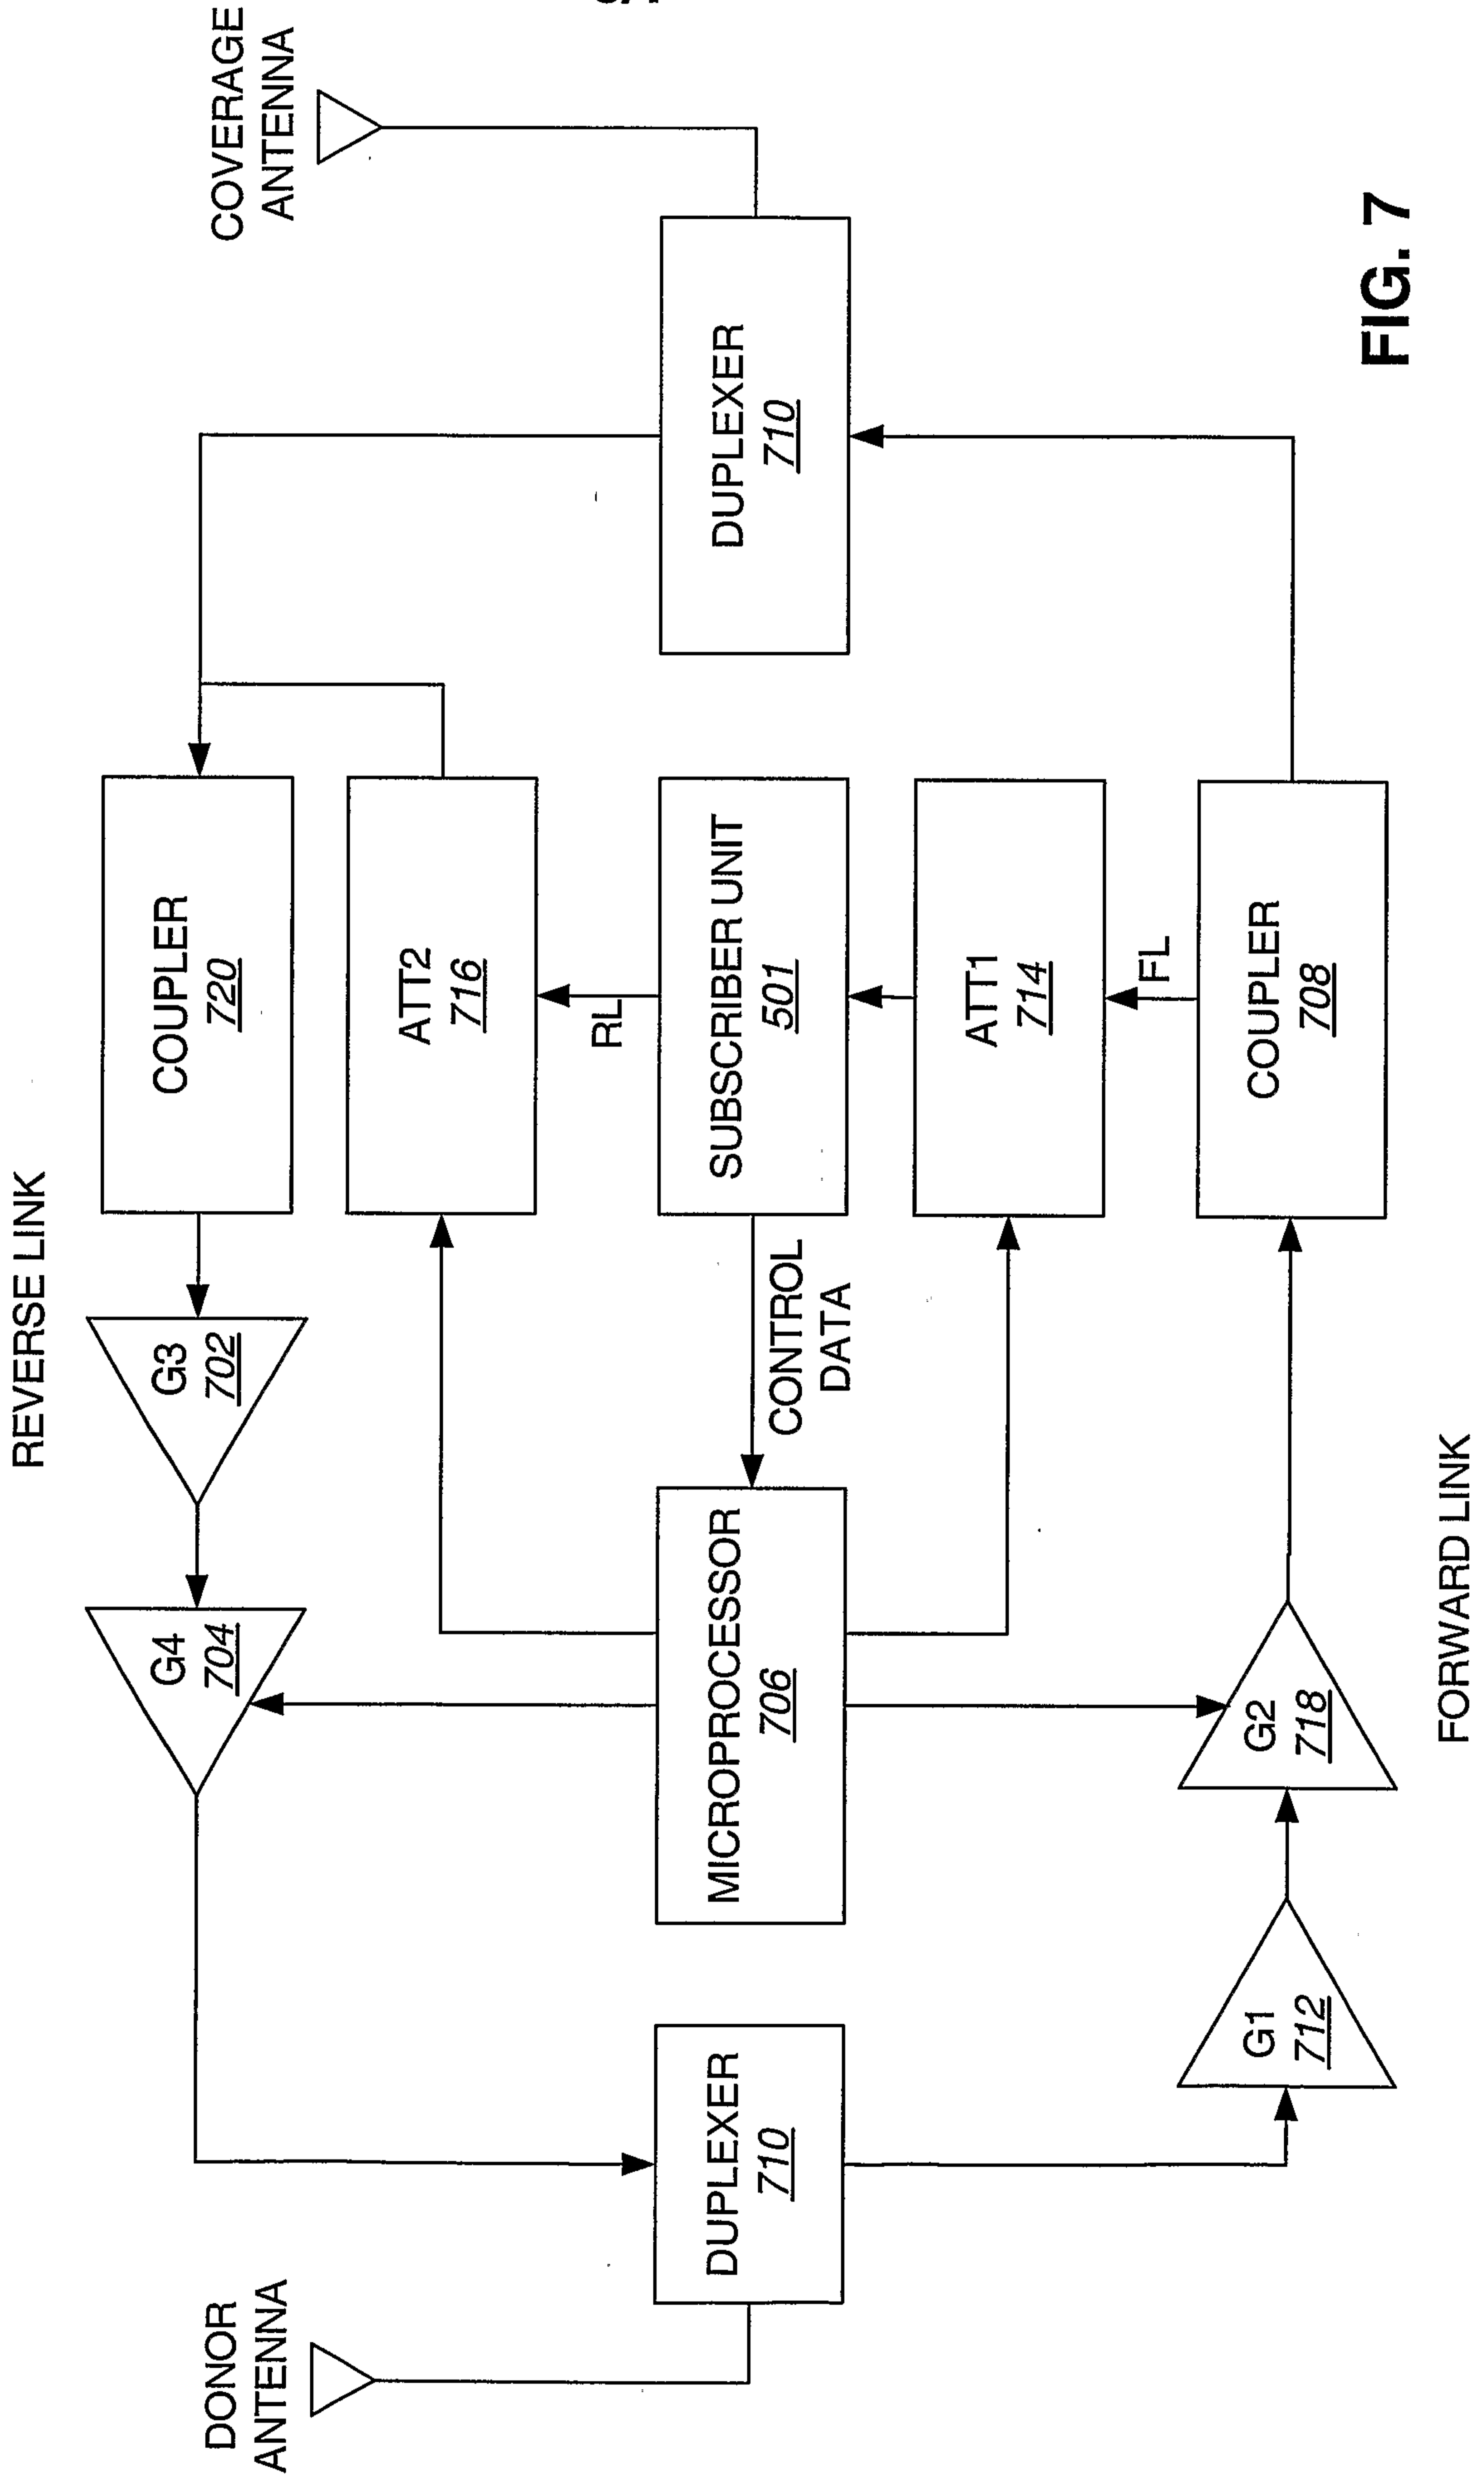 REVERSE LINK
COVERAGE
ANTENNA
DONOR
ANTENNA
G4
704
G3
702
COUPLER
720
ATT2
716
RL
DUPLEXER
710
MICROPROCESSOR
706
CONTROL
DATA
SUBSCRIBER UNIT
501
DUPLEXER
710
ATT1
714
FL
G1
712
G2
718
COUPLER
708
FORWARD LINK
FIG. 7